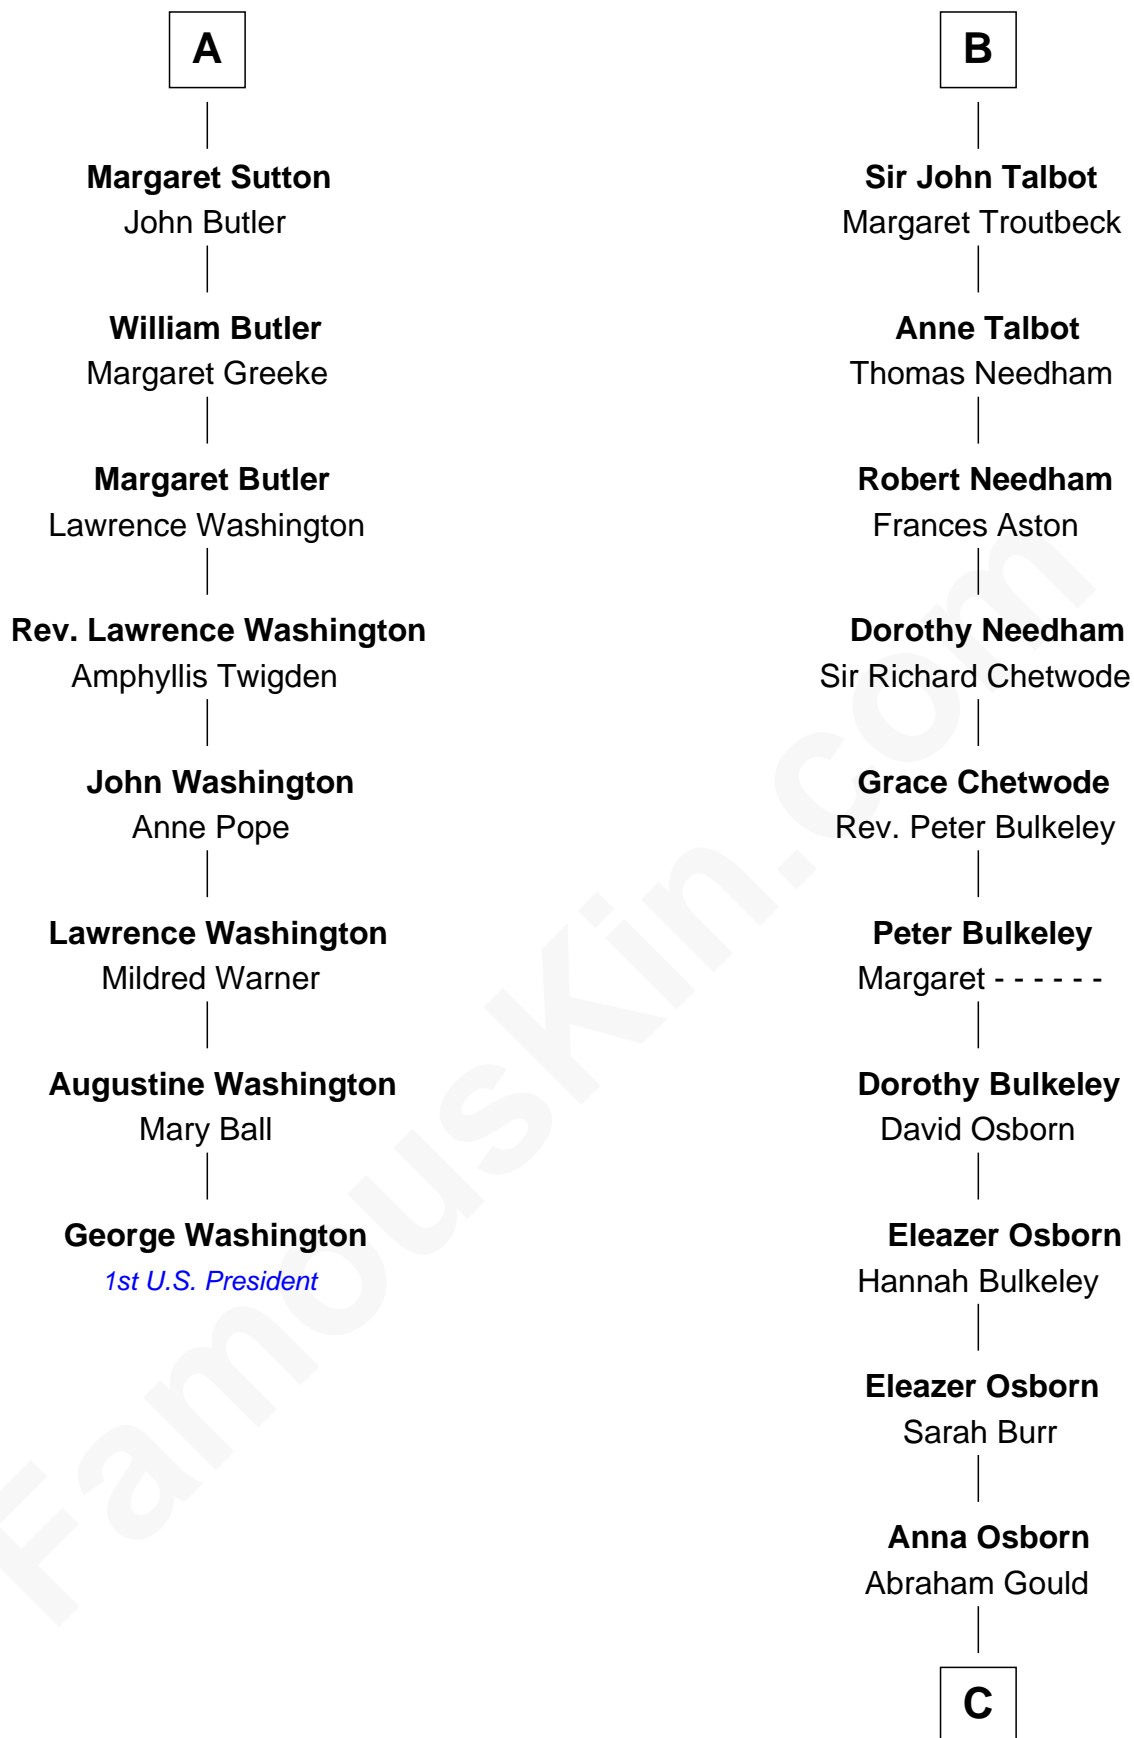 A
Margaret Sutton
John Butler
William Butler
Margaret Greeke
Margaret Butler
Lawrence Washington
Rev. Lawrence Washington
Amphyllis Twigden
John Washington
Anne Pope
Lawrence Washington
Mildred Warner
Augustine Washington
Mary Ball
George Washington
1st U.S. President
B
Sir John Talbot
Margaret Troutbeck
Anne Talbot
Thomas Needham
Robert Needham
Frances Aston
Dorothy Needham
Sir Richard Chetwode
Grace Chetwode
Rev. Peter Bulkeley
Peter Bulkeley
Margaret - - - - - -
Dorothy Bulkeley
David Osborn
Eleazer Osborn
Hannah Bulkeley
Eleazer Osborn
Sarah Burr
Anna Osborn
Abraham Gould
C
FamousKin.com